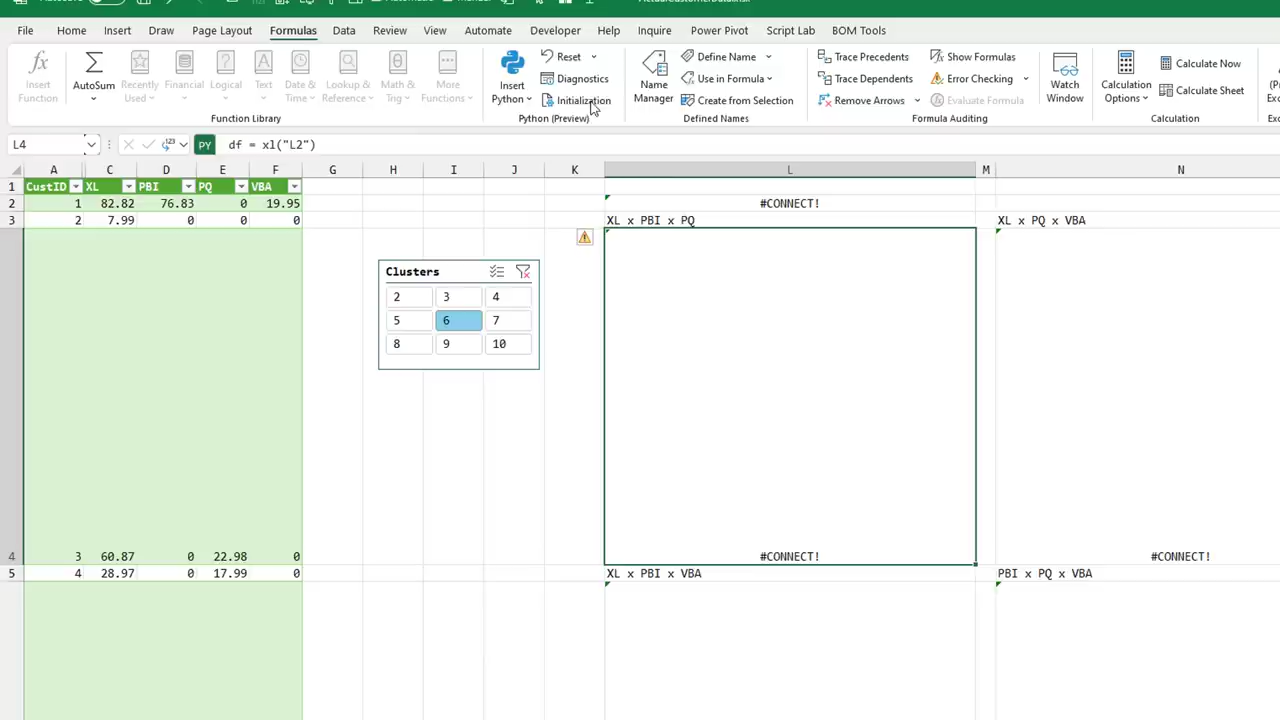 File Home Insert Draw Page Layout Formulas Data Review View Automate Developer Help Inquire Power Pivot Script Lab BOM Tools
Insert Function
AutoSum
Recently Used
Financial
Logical
Text
Date & Time
Lookup & Reference
Math & Trig
More Functions
Function Library
Insert Python
Reset
Diagnostics
Initialization
Python (Preview)
Name Manager
Define Name
Use in Formula
Create from Selection
Defined Names
Trace Precedents
Trace Dependents
Remove Arrows
Show Formulas
Error Checking
Evaluate Formula
Formula Auditing
Watch Window
Calculation Options
Calculate Now
Calculate Sheet
Calculation
L4 PY df = xl("L2")
A C D E F G H I J K L M N
1 CustID XL PBI PQ VBA
2 1 82.82 76.83 0 19.95 #CONNECT!
3 2 7.99 0 0 0 XL x PBI x PQ XL x PQ x VBA
Clusters
2 3 4
5 6 7
8 9 10
4 3 60.87 0 22.98 0 #CONNECT! #CONNECT!
5 4 28.97 0 17.99 0 XL x PBI x VBA PBI x PQ x VBA